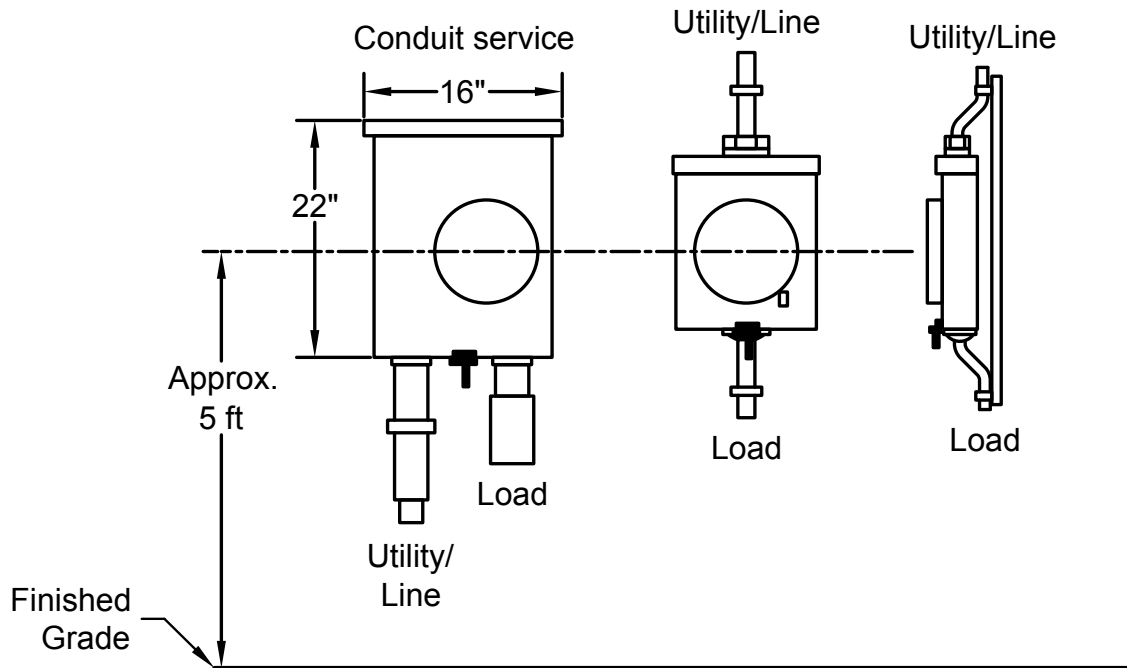 Conduit service
Utility/Line
Utility/Line
16"
22"
Approx.
5 ft
Load
Load
Load
Utility/
Line
Finished
Grade